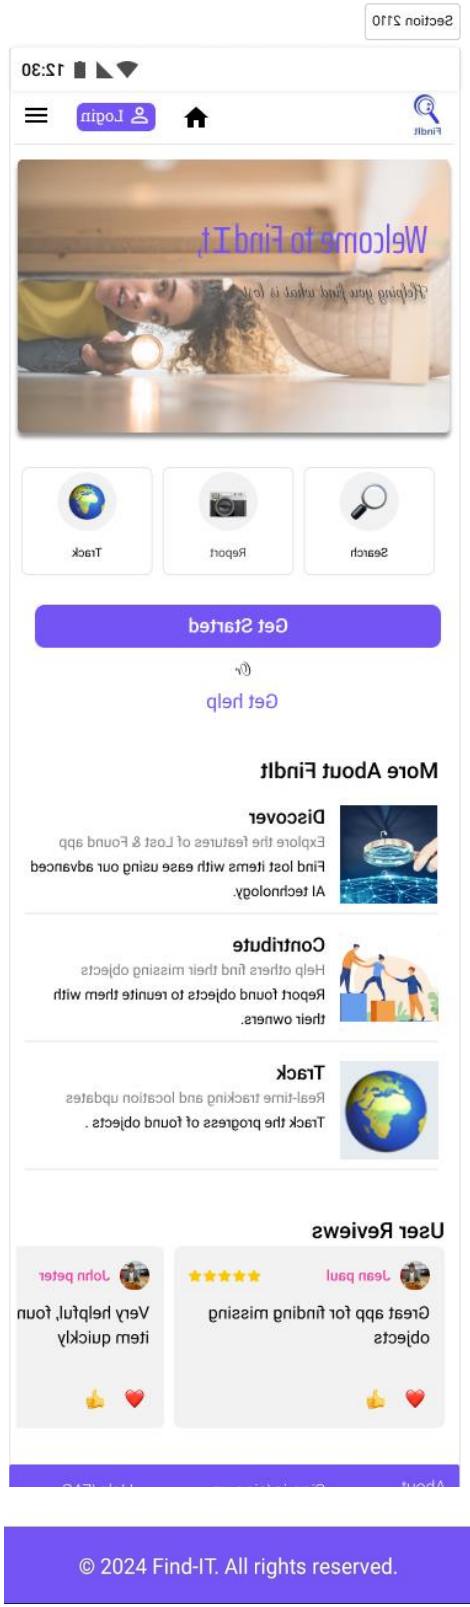 Section 2110
12:30
FindIt
Login
Welcome to Find It,
Helping you find what is lost
Search
Report
Track
Get Started
Or
Get help
More About FindIt
Discover
Explore the features of Lost & Found app
Find lost items with ease using our advanced
AI technology.
Contribute
Help others find their missing objects
Report found objects to reunite them with
their owners.
Track
Real-time tracking and location updates
Track the progress of found objects .
User Reviews
Jean paul
Great app for finding missing
objects
John peter
Very helpful, foun
item quickly
About
© 2024 Find-IT. All rights reserved.